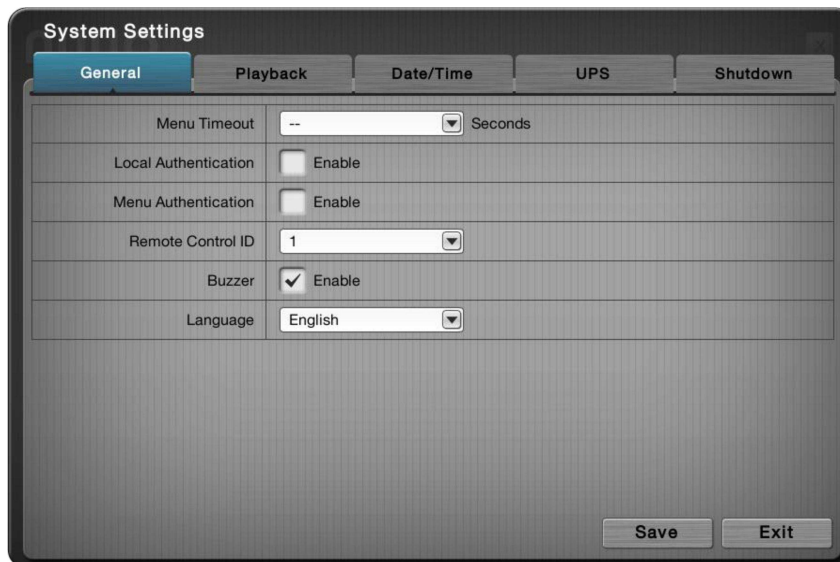 System Settings
General Playback Date/Time UPS Shutdown
Menu Timeout -- Seconds
Local Authentication Enable
Menu Authentication Enable
Remote Control ID 1
Buzzer Enable
Language English
Save Exit